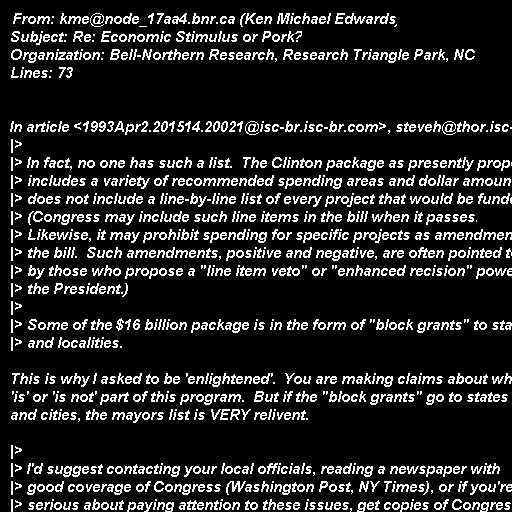 From: kme@node_17aa4.bnr.ca (Ken Michael Edwards)
Subject: Re: Economic Stimulus or Pork?
Organization: Bell-Northern Research, Research Triangle Park, NC
Lines: 73

In article <1993Apr2.201514.20021@isc-br.isc-br.com>, steveh@thor.isc-
|>
|> In fact, no one has such a list.  The Clinton package as presently prop
|> includes a variety of recommended spending areas and dollar amoun
|> does not include a line-by-line list of every project that would be fund
|> (Congress may include such line items in the bill when it passes.
|> Likewise, it may prohibit spending for specific projects as amendmen
|> the bill.  Such amendments, positive and negative, are often pointed t
|> by those who propose a "line item veto" or "enhanced recision" powe
|> the President.)
|>
|> Some of the $16 billion package is in the form of "block grants" to sta
|> and localities.

This is why I asked to be 'enlightened'.  You are making claims about wh
'is' or 'is not' part of this program.  But if the "block grants" go to states
and cities, the mayors list is VERY relivent.

|>
|> I'd suggest contacting your local officials, reading a newspaper with
|> good coverage of Congress (Washington Post, NY Times), or if you're
|> serious about paying attention to these issues, get copies of Congres